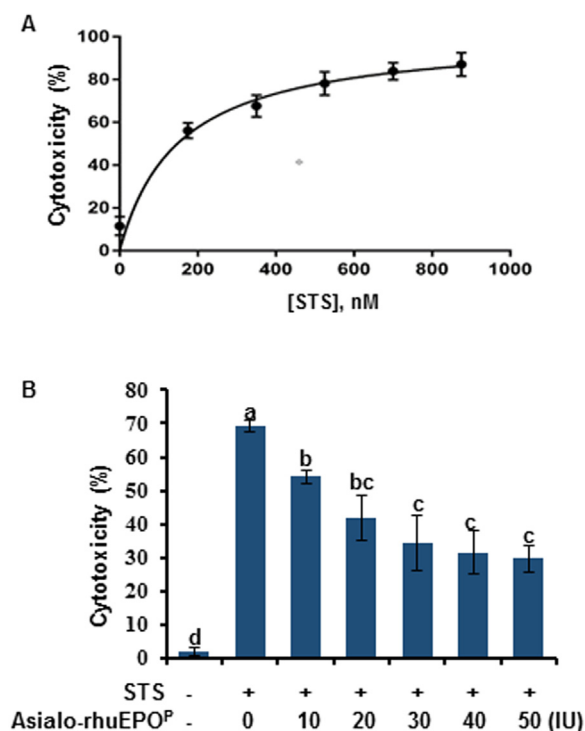 A
100
80
60
40
20
0
Cytotoxicity (%)
0 200 400 600 800 1000
[STS], nM
B
80
70
60
50
40
30
20
10
0
Cytotoxicity (%)
d a b bc c c c
STS - + + + + + +
Asialo-rhuEPOᴾ - 0 10 20 30 40 50 (IU)